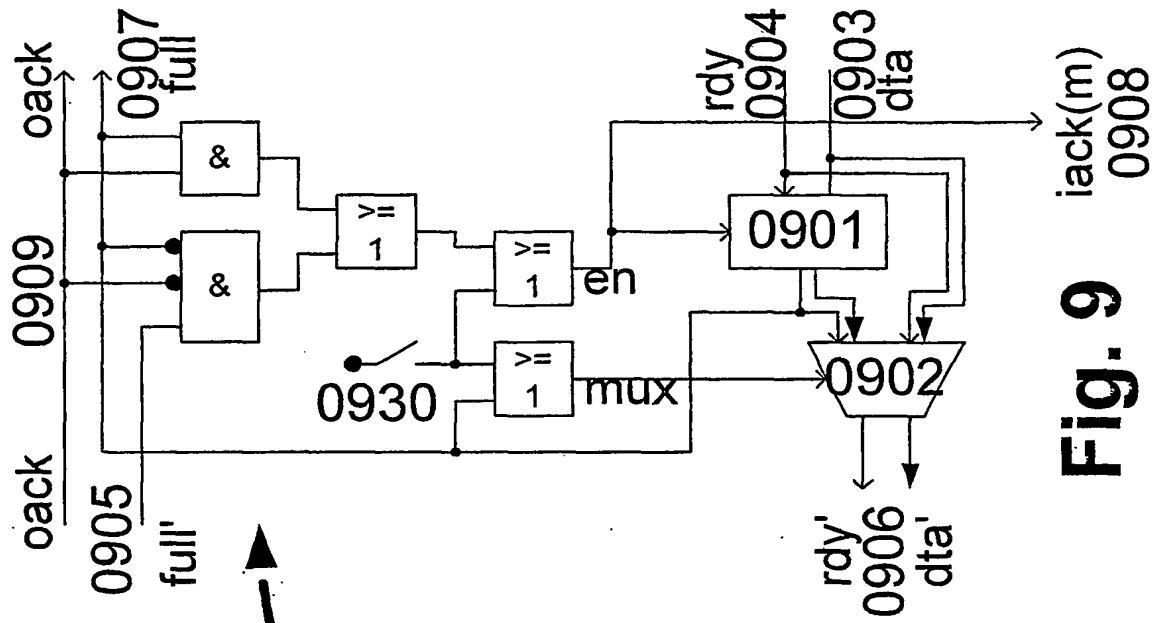 oack
0907
full
0909
&
&
>=
1
>=
1
en
>=
1
mux
0930
oack
0905
full'
rdy
0904
0903
dta
iack(m)
0908
0901
0902
rdy'
0906
dta'
Fig. 9